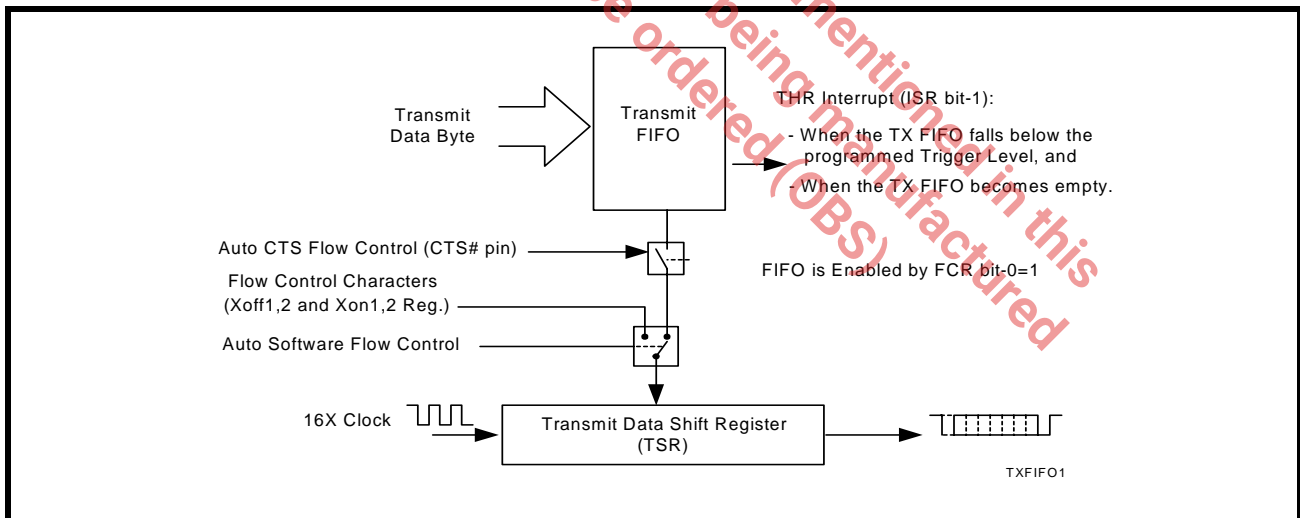 mentioned in this
being manufactured
be ordered (OBS)
Transmit
Data Byte
Transmit
FIFO
THR Interrupt (ISR bit-1):
- When the TX FIFO falls below the
programmed Trigger Level, and
- When the TX FIFO becomes empty.
Auto CTS Flow Control (CTS# pin)
Flow Control Characters
(Xoff1,2 and Xon1,2 Reg.)
Auto Software Flow Control
FIFO is Enabled by FCR bit-0=1
16X Clock
Transmit Data Shift Register
(TSR)
TXFIFO1